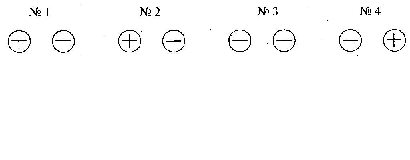 № 1 № 2 № 3 № 4
− − + − − − − +